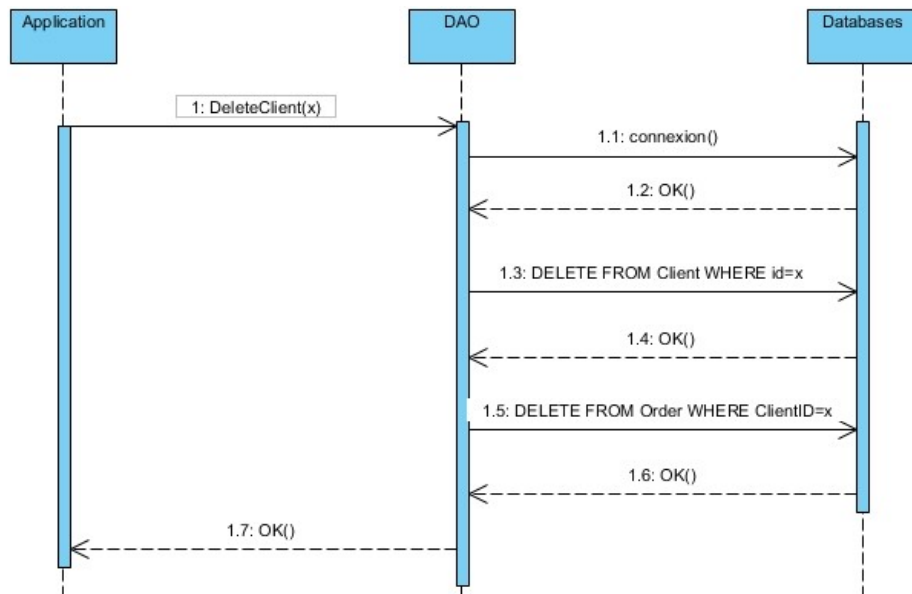 Application
DAO
Databases
1: DeleteClient(x)
1.1: connexion()
1.2: OK()
1.3: DELETE FROM Client WHERE id=x
1.4: OK()
1.5: DELETE FROM Order WHERE ClientID=x
1.6: OK()
1.7: OK()